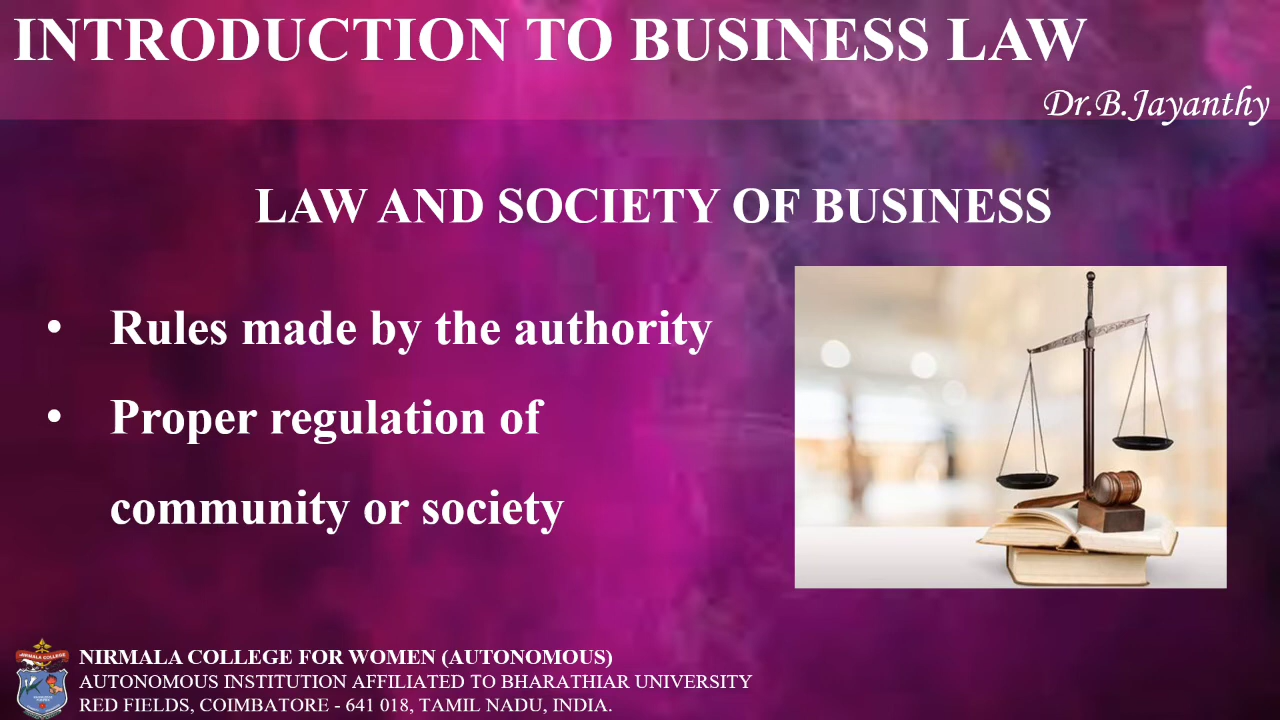 INTRODUCTION TO BUSINESS LAW
Dr.B.Jayanthy
LAW AND SOCIETY OF BUSINESS
• Rules made by the authority
• Proper regulation of
community or society
NIRMALA COLLEGE
NIRMALA COLLEGE FOR WOMEN (AUTONOMOUS)
AUTONOMOUS INSTITUTION AFFILIATED TO BHARATHIAR UNIVERSITY
RED FIELDS, COIMBATORE - 641 018, TAMIL NADU, INDIA.